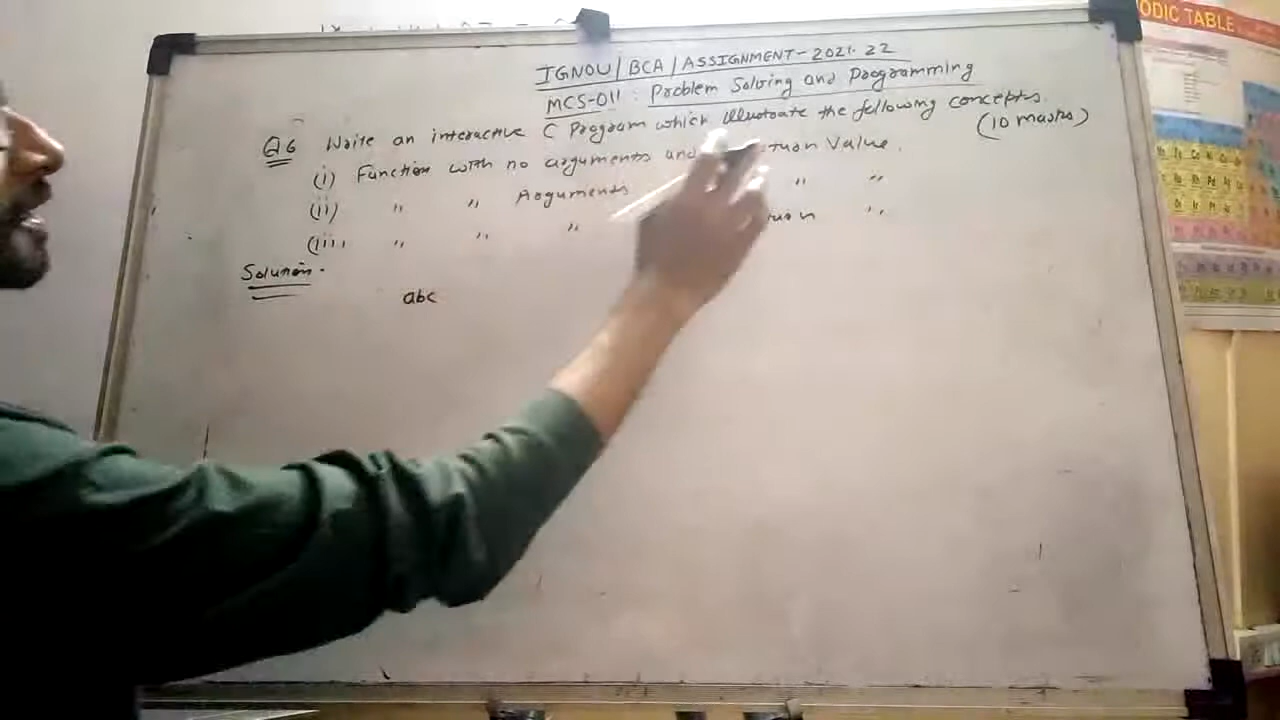 IGNOU/BCA/ASSIGNMENT-2021-22
MCS-011: Problem Solving and Programming
Q6 Write an interactive C Program which illustrate the following concepts.
(10 marks)
(i) Function with no arguments and Value.
(ii) " " Arguments " "
(iii) " " " "
Solution.
abc
ODIC TABLE